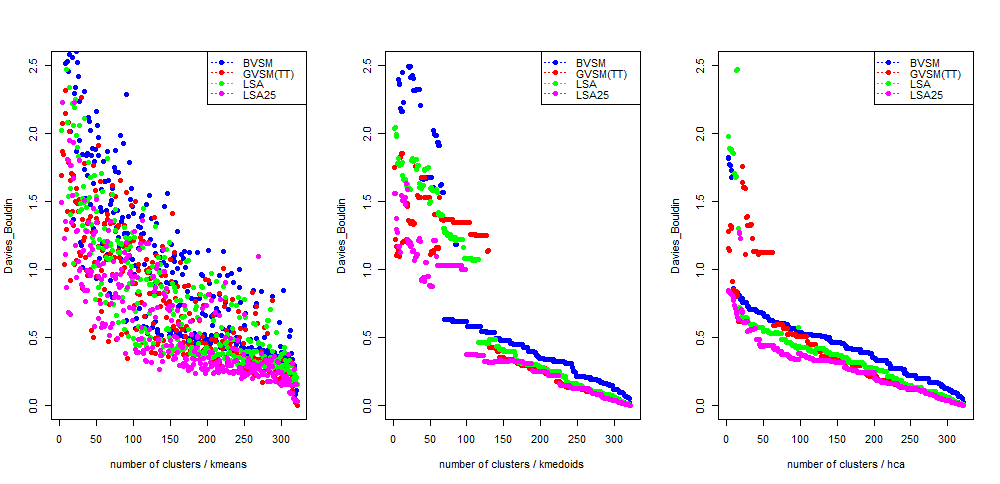 Davies_Bouldin
2.5
2.0
1.5
1.0
0.5
0.0
BVSM
GVSM(TT)
LSA
LSA25
0 50 100 150 200 250 300
number of clusters / kmeans
Davies_Bouldin
2.5
2.0
1.5
1.0
0.5
0.0
BVSM
GVSM(TT)
LSA
LSA25
0 50 100 150 200 250 300
number of clusters / kmedoids
Davies_Bouldin
2.5
2.0
1.5
1.0
0.5
0.0
BVSM
GVSM(TT)
LSA
LSA25
0 50 100 150 200 250 300
number of clusters / hca